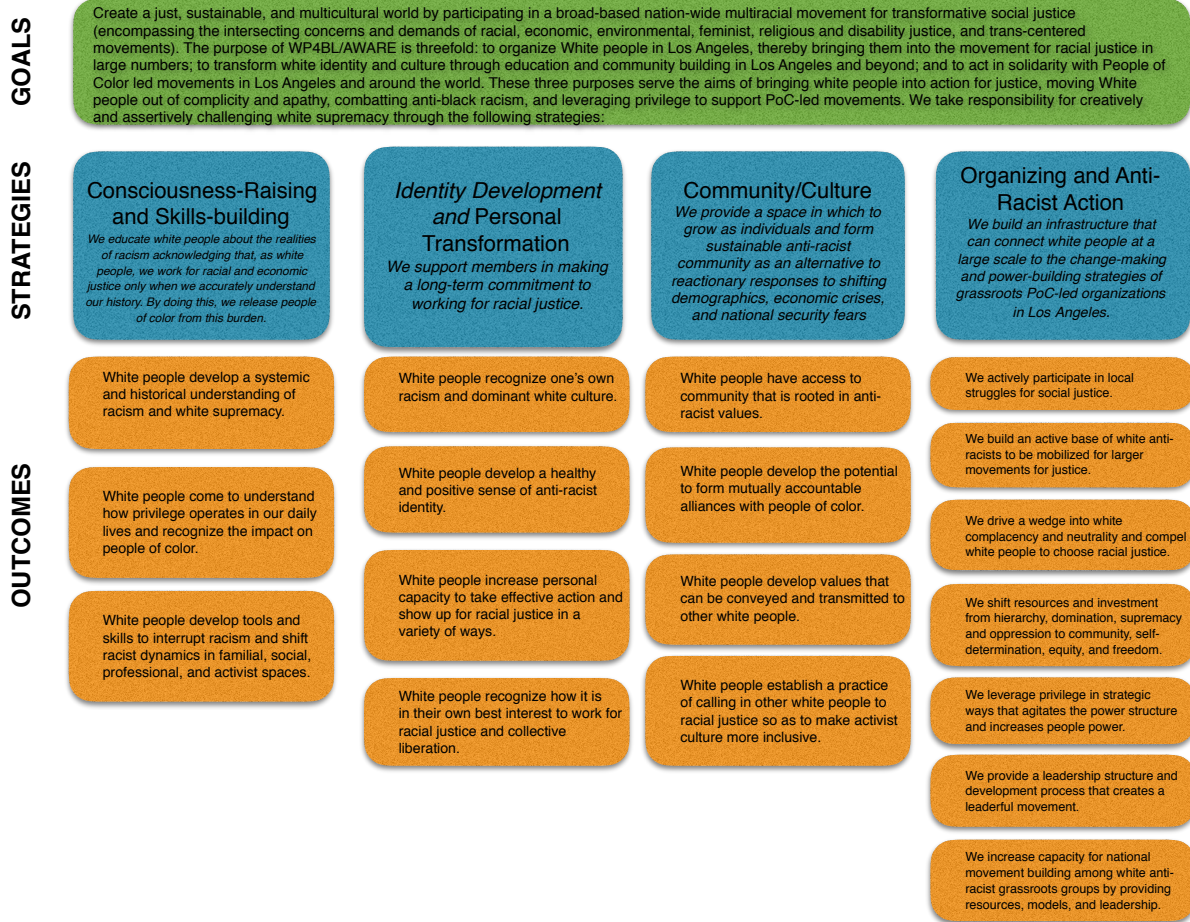 GOALS
Create a just, sustainable, and multicultural world by participating in a broad-based nation-wide multiracial movement for transformative social justice
(encompassing the intersecting concerns and demands of racial, economic, environmental, feminist, religious and disability justice, and trans-centered
movements). The purpose of WP4BL/AWARE is threefold: to organize White people in Los Angeles, thereby bringing them into the movement for racial justice in
large numbers; to transform white identity and culture through education and community building in Los Angeles and beyond; and to act in solidarity with People of
Color led movements in Los Angeles and around the world. These three purposes serve the aims of bringing white people into action for justice, moving White
people out of complicity and apathy, combatting anti-black racism, and leveraging privilege to support PoC-led movements. We take responsibility for creatively
and assertively challenging white supremacy through the following strategies:
STRATEGIES
Consciousness-Raising
and Skills-building
We educate white people about the realities
of racism acknowledging that, as white
people, we work for racial and economic
justice only when we accurately understand
our history. By doing this, we release people
of color from this burden.
Identity Development
and Personal
Transformation
We support members in making
a long-term commitment to
working for racial justice.
Community/Culture
We provide a space in which to
grow as individuals and form
sustainable anti-racist
community as an alternative to
reactionary responses to shifting
demographics, economic crises,
and national security fears
Organizing and Anti-
Racist Action
We build an infrastructure that
can connect white people at a
large scale to the change-making
and power-building strategies of
grassroots PoC-led organizations
in Los Angeles.
OUTCOMES
White people develop a systemic
and historical understanding of
racism and white supremacy.
White people come to understand
how privilege operates in our daily
lives and recognize the impact on
people of color.
White people develop tools and
skills to interrupt racism and shift
racist dynamics in familial, social,
professional, and activist spaces.
White people recognize one's own
racism and dominant white culture.
White people develop a healthy
and positive sense of anti-racist
identity.
White people increase personal
capacity to take effective action and
show up for racial justice in a
variety of ways.
White people recognize how it is
in their own best interest to work for
racial justice and collective
liberation.
White people have access to
community that is rooted in anti-
racist values.
White people develop the potential
to form mutually accountable
alliances with people of color.
White people develop values that
can be conveyed and transmitted to
other white people.
White people establish a practice
of calling in other white people to
racial justice so as to make activist
culture more inclusive.
We actively participate in local
struggles for social justice.
We build an active base of white anti-
racists to be mobilized for larger
movements for justice.
We drive a wedge into white
complacency and neutrality and compel
white people to choose racial justice.
We shift resources and investment
from hierarchy, domination, supremacy
and oppression to community, self-
determination, equity, and freedom.
We leverage privilege in strategic
ways that agitates the power structure
and increases people power.
We provide a leadership structure and
development process that creates a
leaderful movement.
We increase capacity for national
movement building among white anti-
racist grassroots groups by providing
resources, models, and leadership.